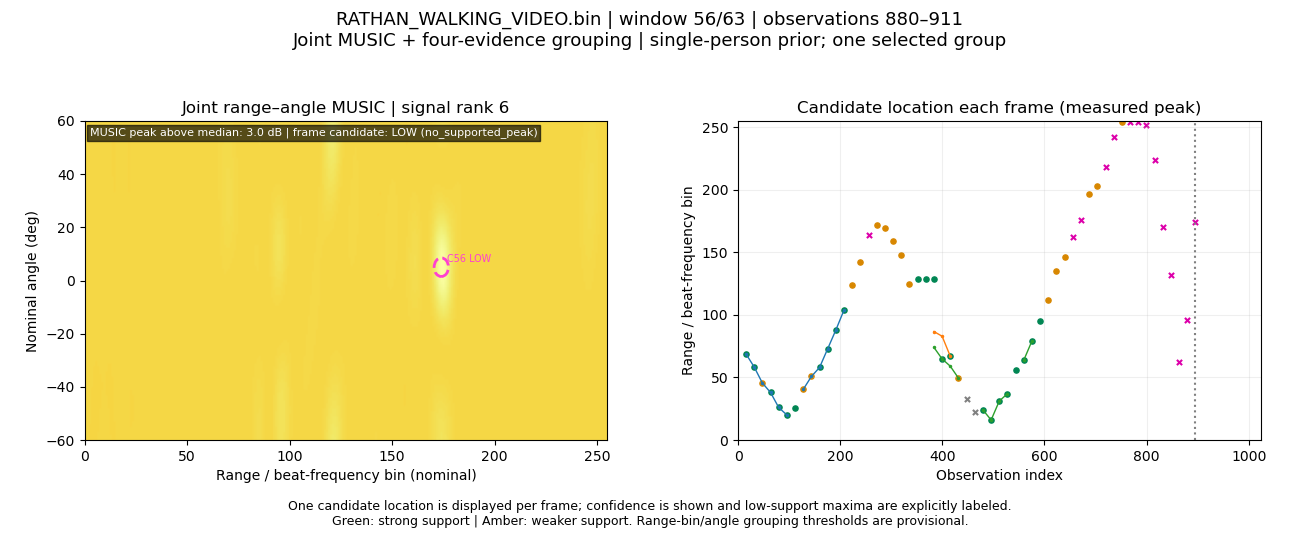 RATHAN_WALKING_VIDEO.bin | window 56/63 | observations 880–911
Joint MUSIC + four-evidence grouping | single-person prior; one selected group
Joint range–angle MUSIC | signal rank 6
MUSIC peak above median: 3.0 dB | frame candidate: LOW (no_supported_peak)
60
40
20
0
−20
−40
−60
Nominal angle (deg)
C56 LOW
0
50
100
150
200
250
Range / beat-frequency bin (nominal)
Candidate location each frame (measured peak)
250
200
150
100
50
0
Range / beat-frequency bin
0
200
400
600
800
1000
Observation index
One candidate location is displayed per frame; confidence is shown and low-support maxima are explicitly labeled.
Green: strong support | Amber: weaker support. Range-bin/angle grouping thresholds are provisional.